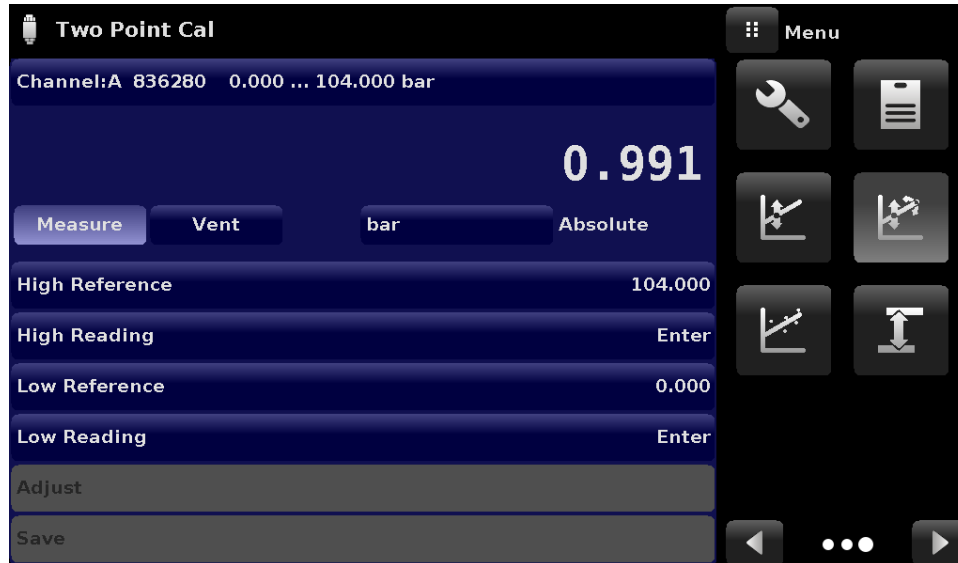 Two Point Cal
Menu
Channel:A 836280 0.000 ... 104.000 bar
0.991
Measure Vent bar Absolute
High Reference 104.000
High Reading Enter
Low Reference 0.000
Low Reading Enter
Adjust
Save